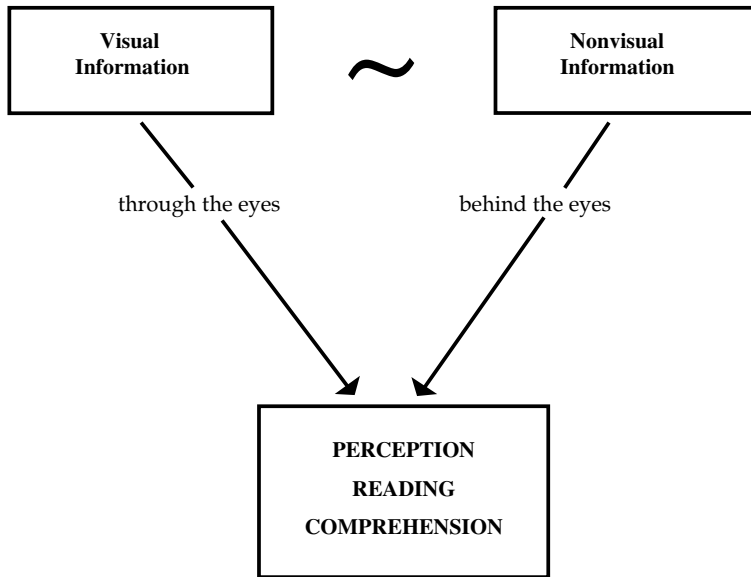 Visual
Information
~
Nonvisual
Information
through the eyes
behind the eyes
PERCEPTION
READING
COMPREHENSION